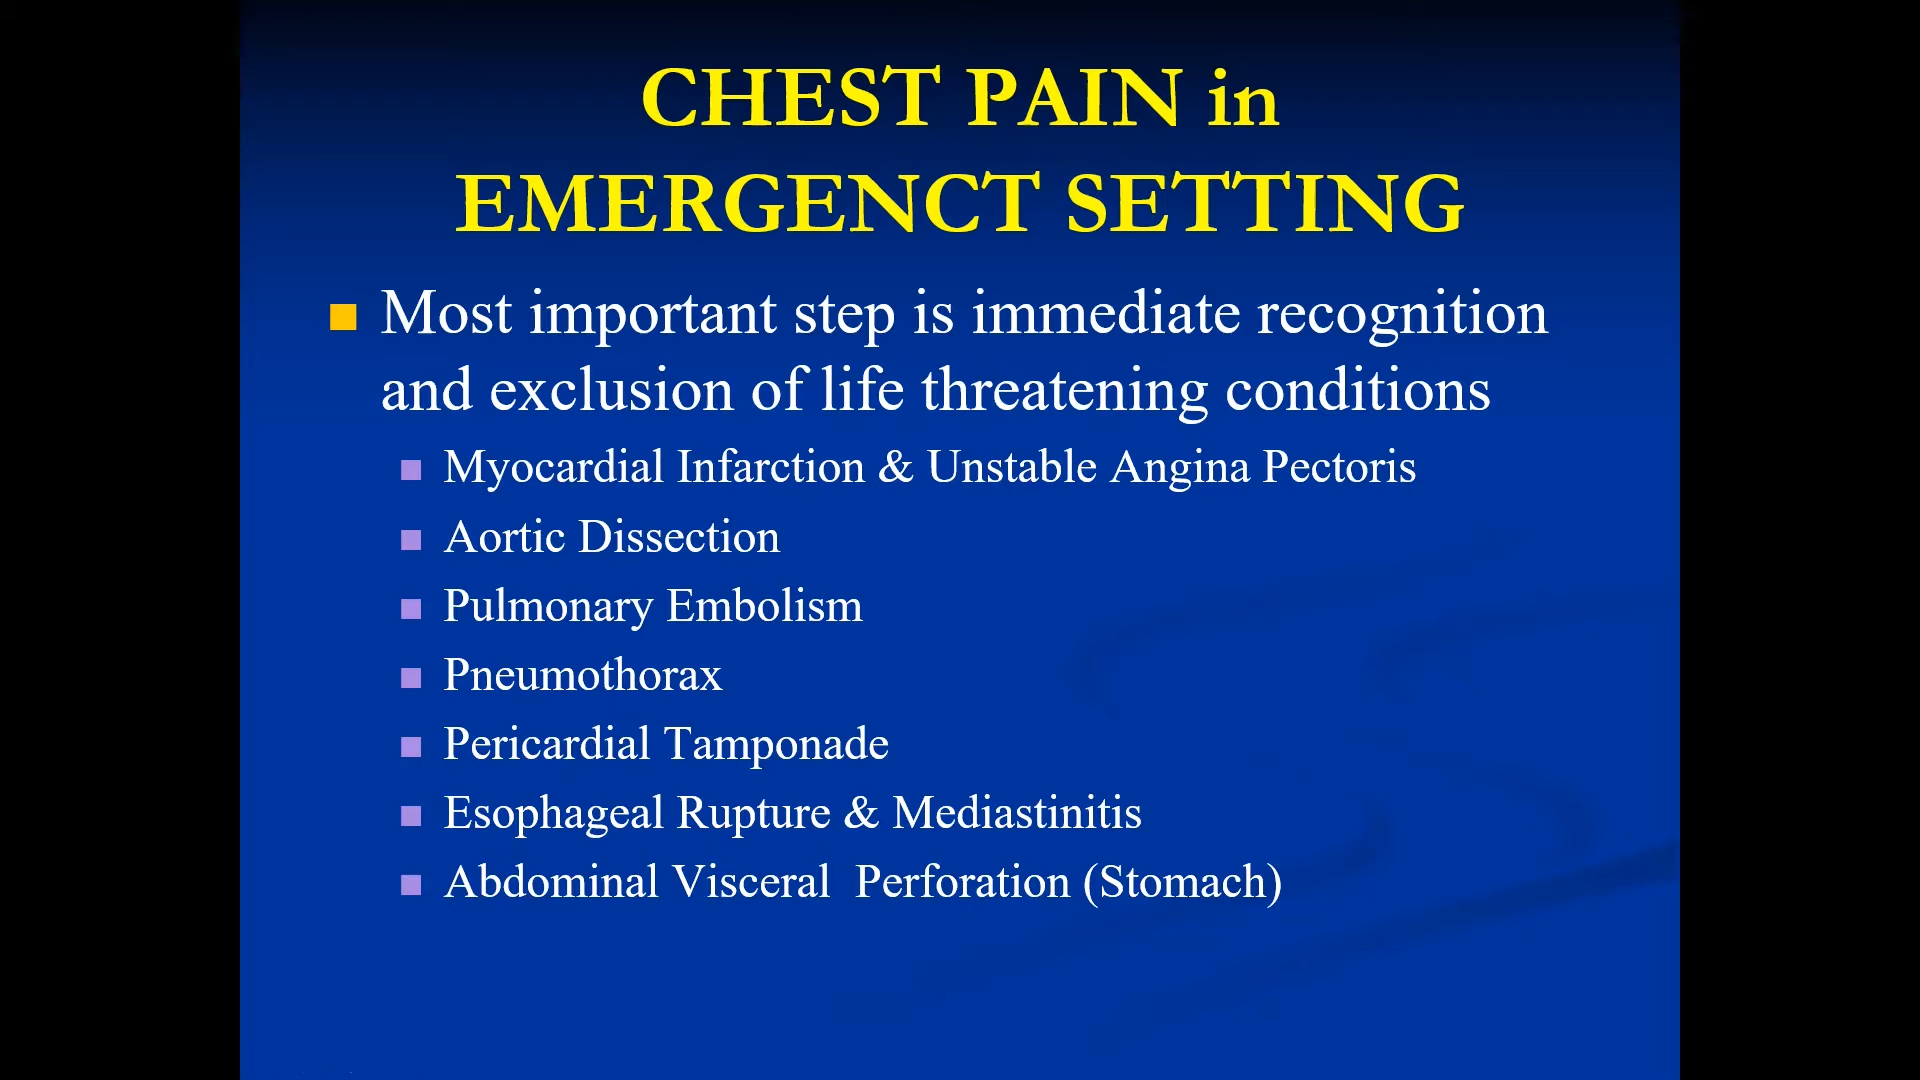 CHEST PAIN in
EMERGENCT SETTING
Most important step is immediate recognition
and exclusion of life threatening conditions
Myocardial Infarction & Unstable Angina Pectoris
Aortic Dissection
Pulmonary Embolism
Pneumothorax
Pericardial Tamponade
Esophageal Rupture & Mediastinitis
Abdominal Visceral  Perforation (Stomach)